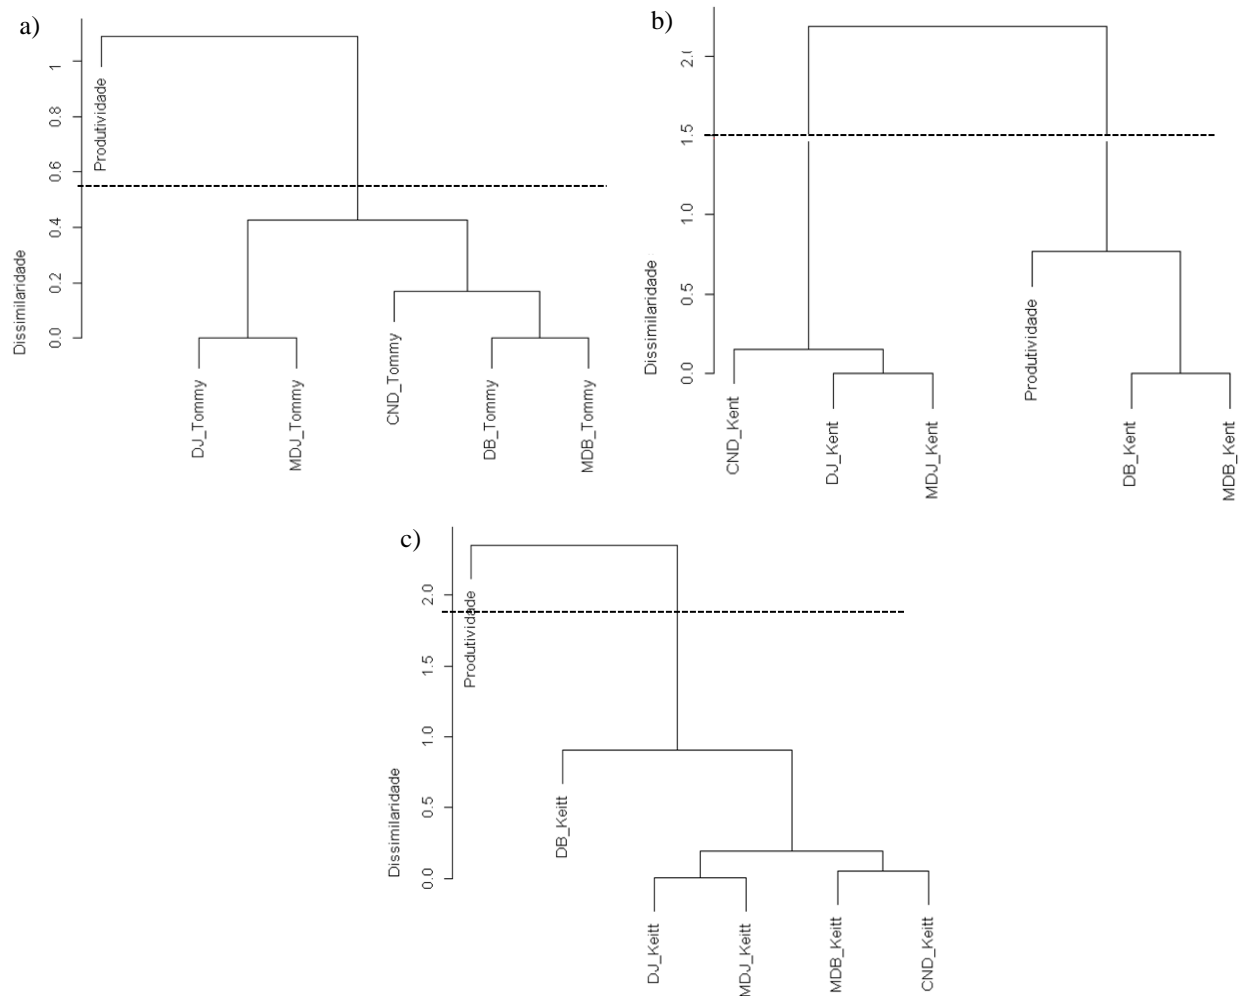 a)
Dissimilaridade
1
0.8
0.6
0.4
0.2
0.0
Produtividade
DJ_Tommy
MDJ_Tommy
CND_Tommy
DB_Tommy
MDB_Tommy
b)
Dissimilaridade
2.0
1.5
1.0
0.5
0.0
CND_Kent
DJ_Kent
MDJ_Kent
Produtividade
DB_Kent
MDB_Kent
c)
Dissimilaridade
2.0
1.5
1.0
0.5
0.0
Produtividade
DB_Keitt
DJ_Keitt
MDJ_Keitt
MDB_Keitt
CND_Keitt